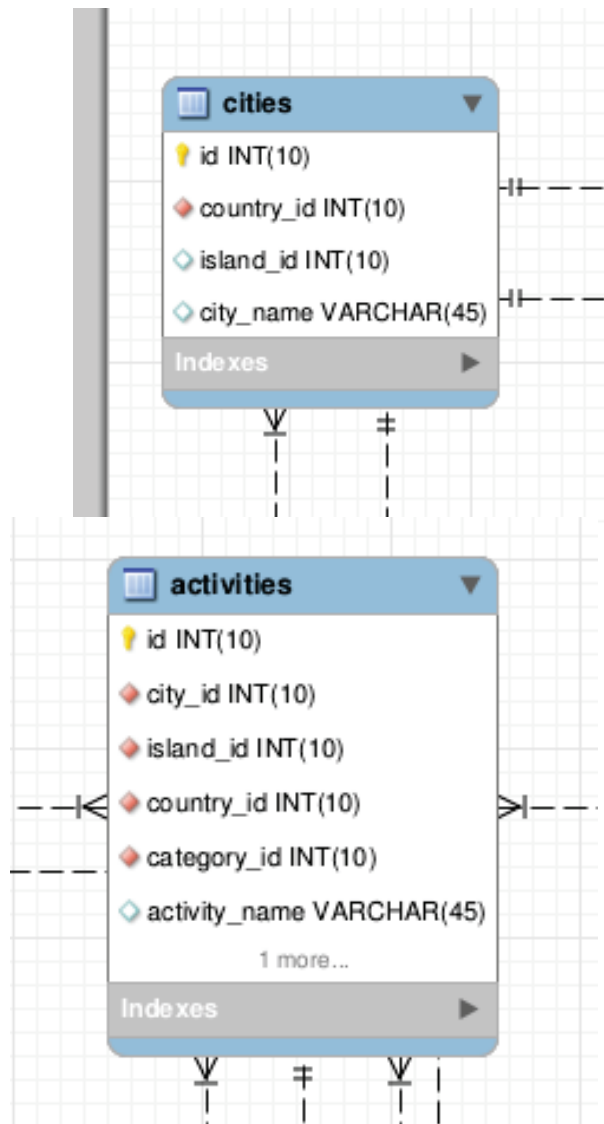 cities
id INT(10)
country_id INT(10)
island_id INT(10)
city_name VARCHAR(45)
Indexes
activities
id INT(10)
city_id INT(10)
island_id INT(10)
country_id INT(10)
category_id INT(10)
activity_name VARCHAR(45)
1 more...
Indexes